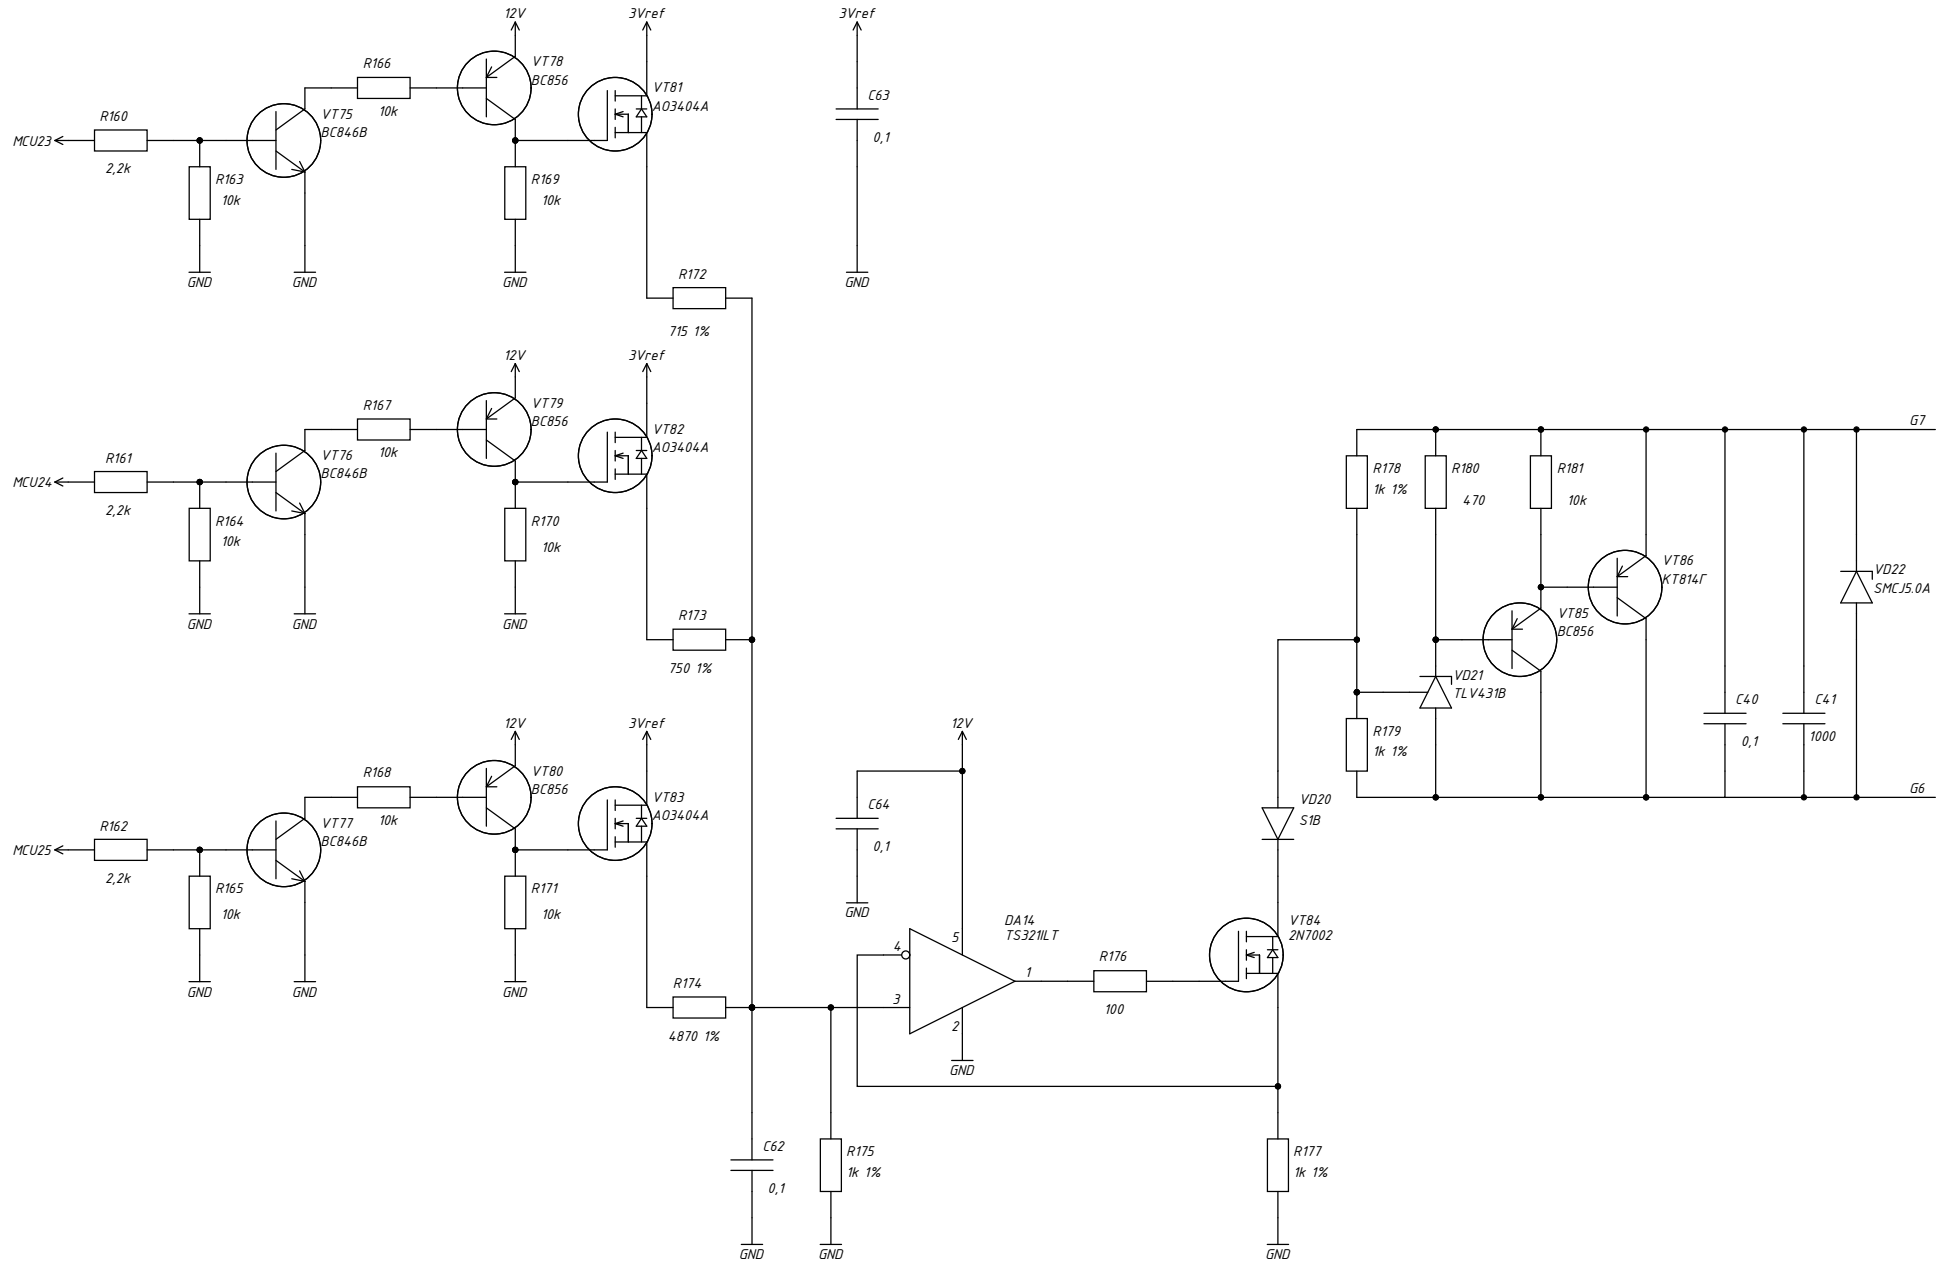 12V
3Vref
3Vref
R166
10k
VT78
BC856
VT81
AO3404A
C63
0,1
R160
2,2k
MCU23
VT75
BC846B
R163
10k
GND
GND
R169
10k
GND
GND
R172
715 1%
12V
3Vref
R167
10k
VT79
BC856
VT82
AO3404A
R161
2,2k
MCU24
VT76
BC846B
R164
10k
GND
GND
R170
10k
GND
R173
750 1%
12V
3Vref
R168
10k
VT80
BC856
VT83
AO3404A
R162
2,2k
MCU25
VT77
BC846B
R165
10k
GND
GND
R171
10k
GND
R174
4870 1%
12V
C64
0,1
GND
DA14
TS321ILT
4
5
3
1
2
GND
R176
100
VT84
2N7002
VD20
S1B
C62
0,1
GND
R175
1k 1%
GND
R177
1k 1%
GND
G7
R178
1k 1%
R180
470
R181
10k
VT86
КТ814Г
VT85
BC856
VD22
SMCJ5.0A
VD21
TLV431B
R179
1k 1%
C40
0,1
C41
1000
G6